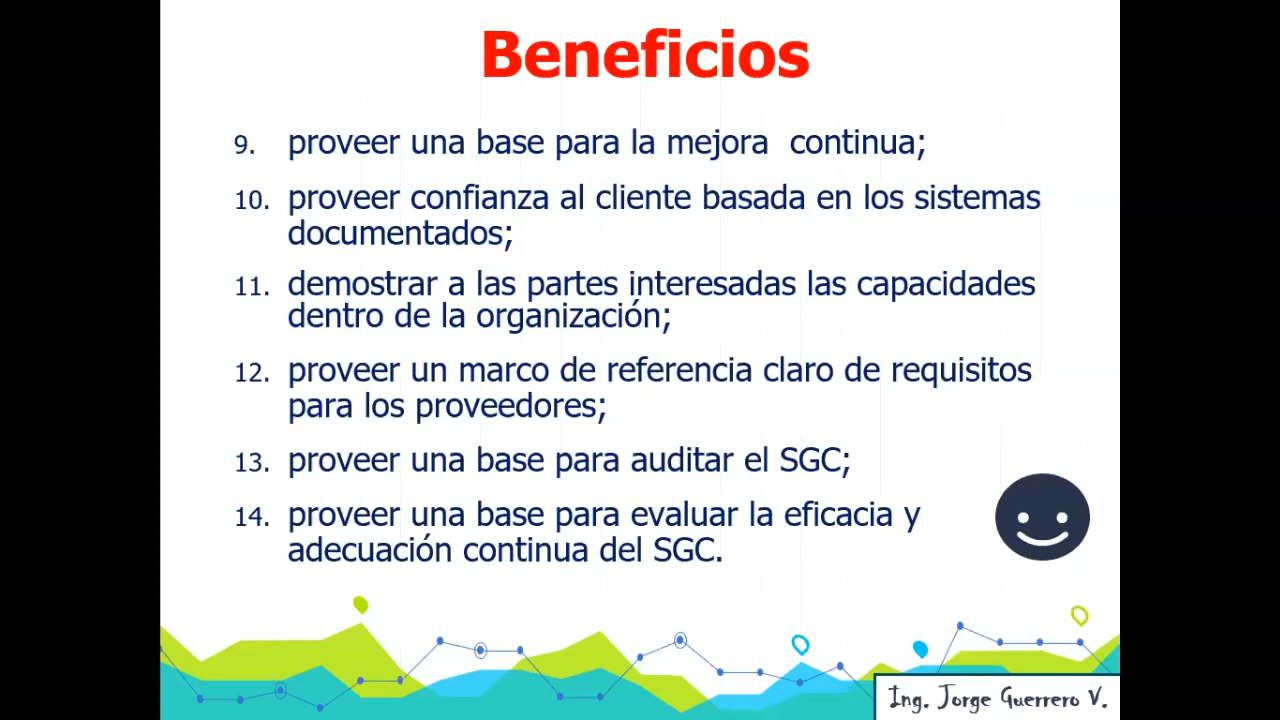 Beneficios
9. proveer una base para la mejora  continua;
10. proveer confianza al cliente basada en los sistemas
documentados;
11. demostrar a las partes interesadas las capacidades
dentro de la organización;
12. proveer un marco de referencia claro de requisitos
para los proveedores;
13. proveer una base para auditar el SGC;
14. proveer una base para evaluar la eficacia y
adecuación continua del SGC.
Ing. Jorge Guerrero V.